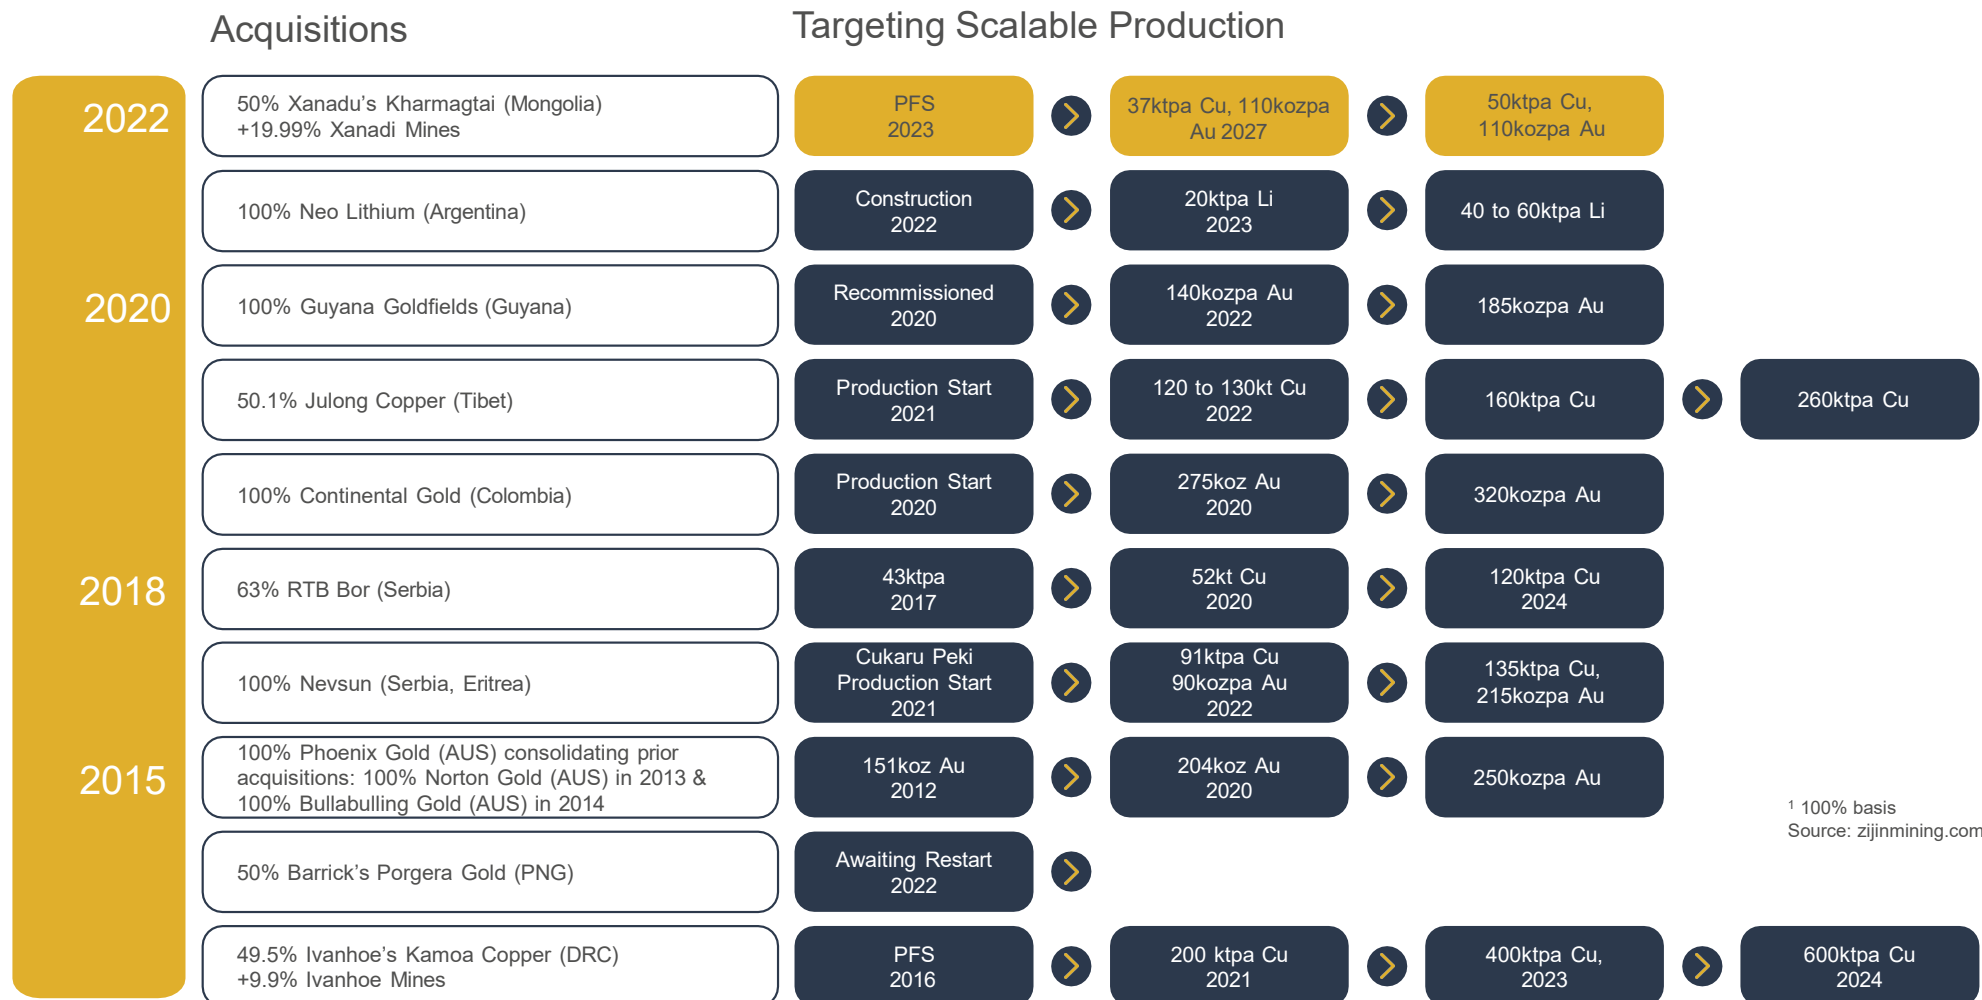 Acquisitions
Targeting Scalable Production
2022
50% Xanadu's Kharmagtai (Mongolia)
+19.99% Xanadi Mines
PFS
2023
37ktpa Cu, 110kozpa
Au 2027
50ktpa Cu,
110kozpa Au
100% Neo Lithium (Argentina)
Construction
2022
20ktpa Li
2023
40 to 60ktpa Li
2020
100% Guyana Goldfields (Guyana)
Recommissioned
2020
140kozpa Au
2022
185kozpa Au
50.1% Julong Copper (Tibet)
Production Start
2021
120 to 130kt Cu
2022
160ktpa Cu
260ktpa Cu
100% Continental Gold (Colombia)
Production Start
2020
275koz Au
2020
320kozpa Au
2018
63% RTB Bor (Serbia)
43ktpa
2017
52kt Cu
2020
120ktpa Cu
2024
100% Nevsun (Serbia, Eritrea)
Cukaru Peki
Production Start
2021
91ktpa Cu
90kozpa Au
2022
135ktpa Cu,
215kozpa Au
2015
100% Phoenix Gold (AUS) consolidating prior
acquisitions: 100% Norton Gold (AUS) in 2013 &
100% Bullabulling Gold (AUS) in 2014
151koz Au
2012
204koz Au
2020
250kozpa Au
¹ 100% basis
Source: zijinmining.com
50% Barrick's Porgera Gold (PNG)
Awaiting Restart
2022
49.5% Ivanhoe's Kamoa Copper (DRC)
+9.9% Ivanhoe Mines
PFS
2016
200 ktpa Cu
2021
400ktpa Cu,
2023
600ktpa Cu
2024